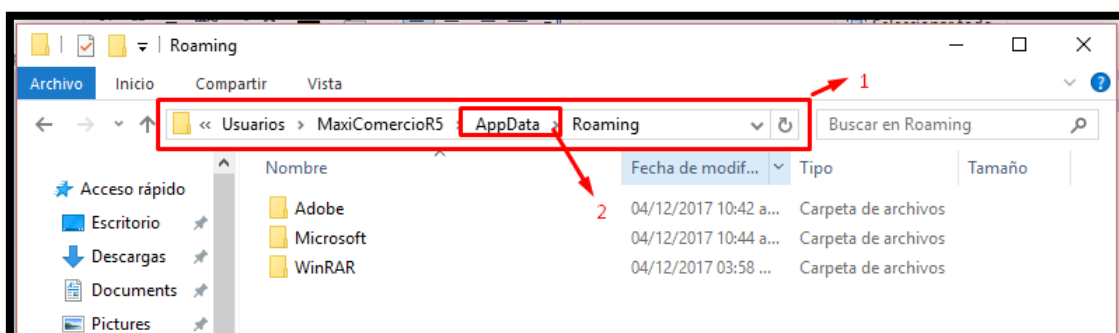 Roaming
Archivo Inicio Compartir Vista
1
« Usuarios › MaxiComercioR5 › AppData › Roaming
Buscar en Roaming
Nombre Fecha de modif... Tipo Tamaño
Acceso rápido
Escritorio
Descargas
Documents
Pictures
Adobe 04/12/2017 10:42 a... Carpeta de archivos
2
Microsoft 04/12/2017 10:44 a... Carpeta de archivos
WinRAR 04/12/2017 03:58 ... Carpeta de archivos